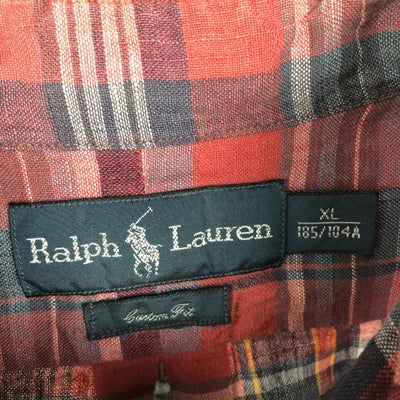 Ralph Lauren
XL
185/104A
Custom Fit